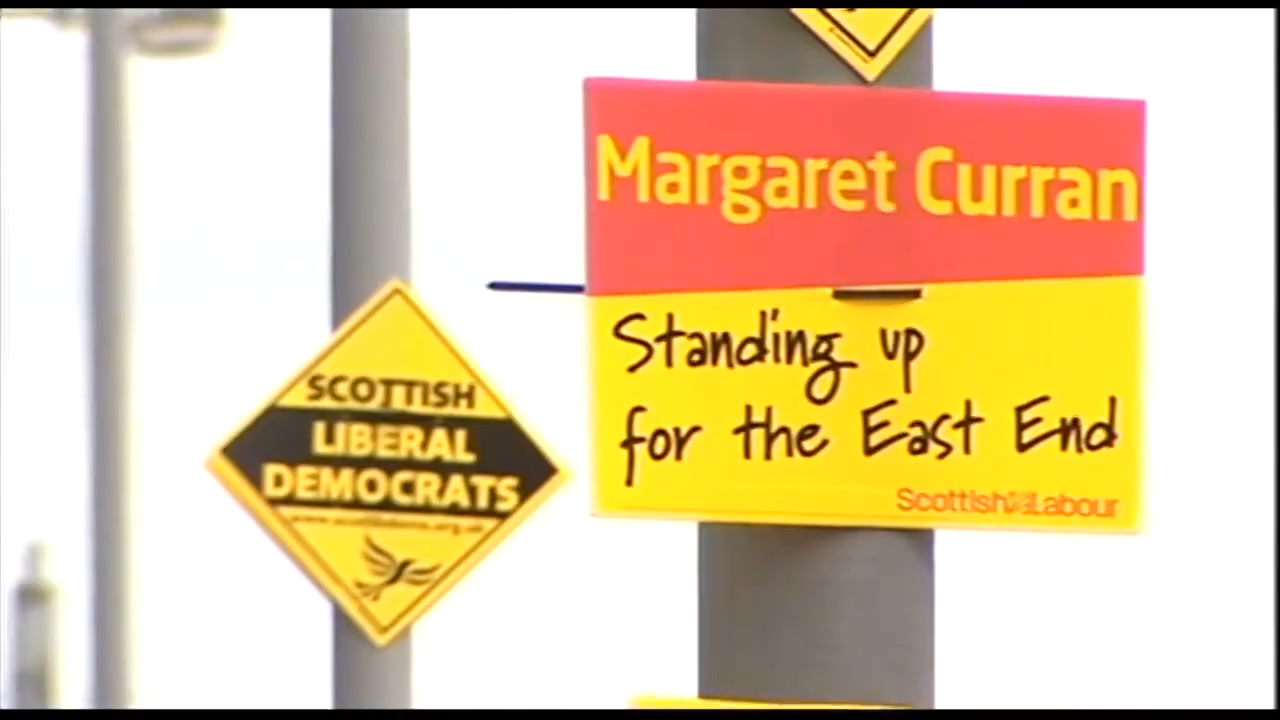 Margaret Curran
Standing up
for the East End
Scottish Labour
SCOTTISH
LIBERAL
DEMOCRATS